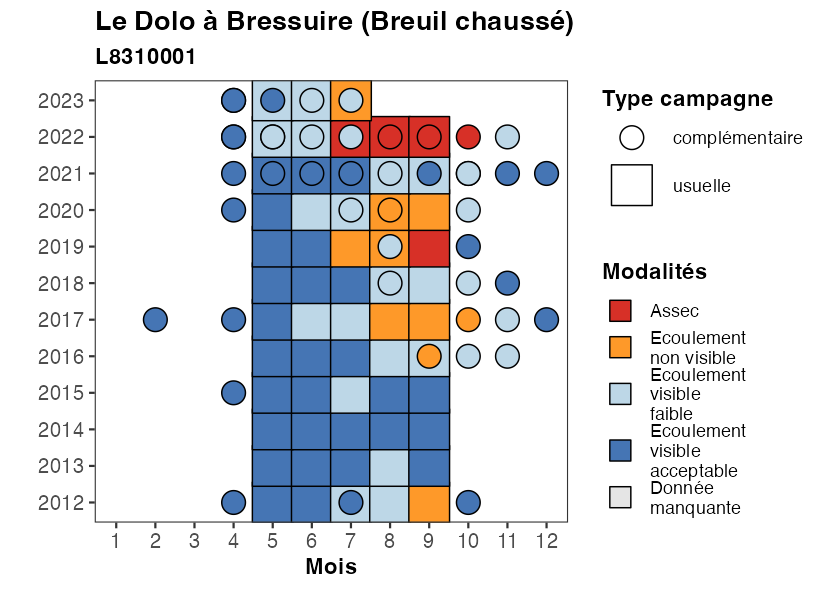 Le Dolo à Bressuire (Breuil chaussé)
L8310001
2023
2022
2021
2020
2019
2018
2017
2016
2015
2014
2013
2012
1 2 3 4 5 6 7 8 9 10 11 12
Mois
Type campagne
complémentaire
usuelle
Modalités
Assec
Ecoulement
non visible
Ecoulement
visible
faible
Ecoulement
visible
acceptable
Donnée
manquante